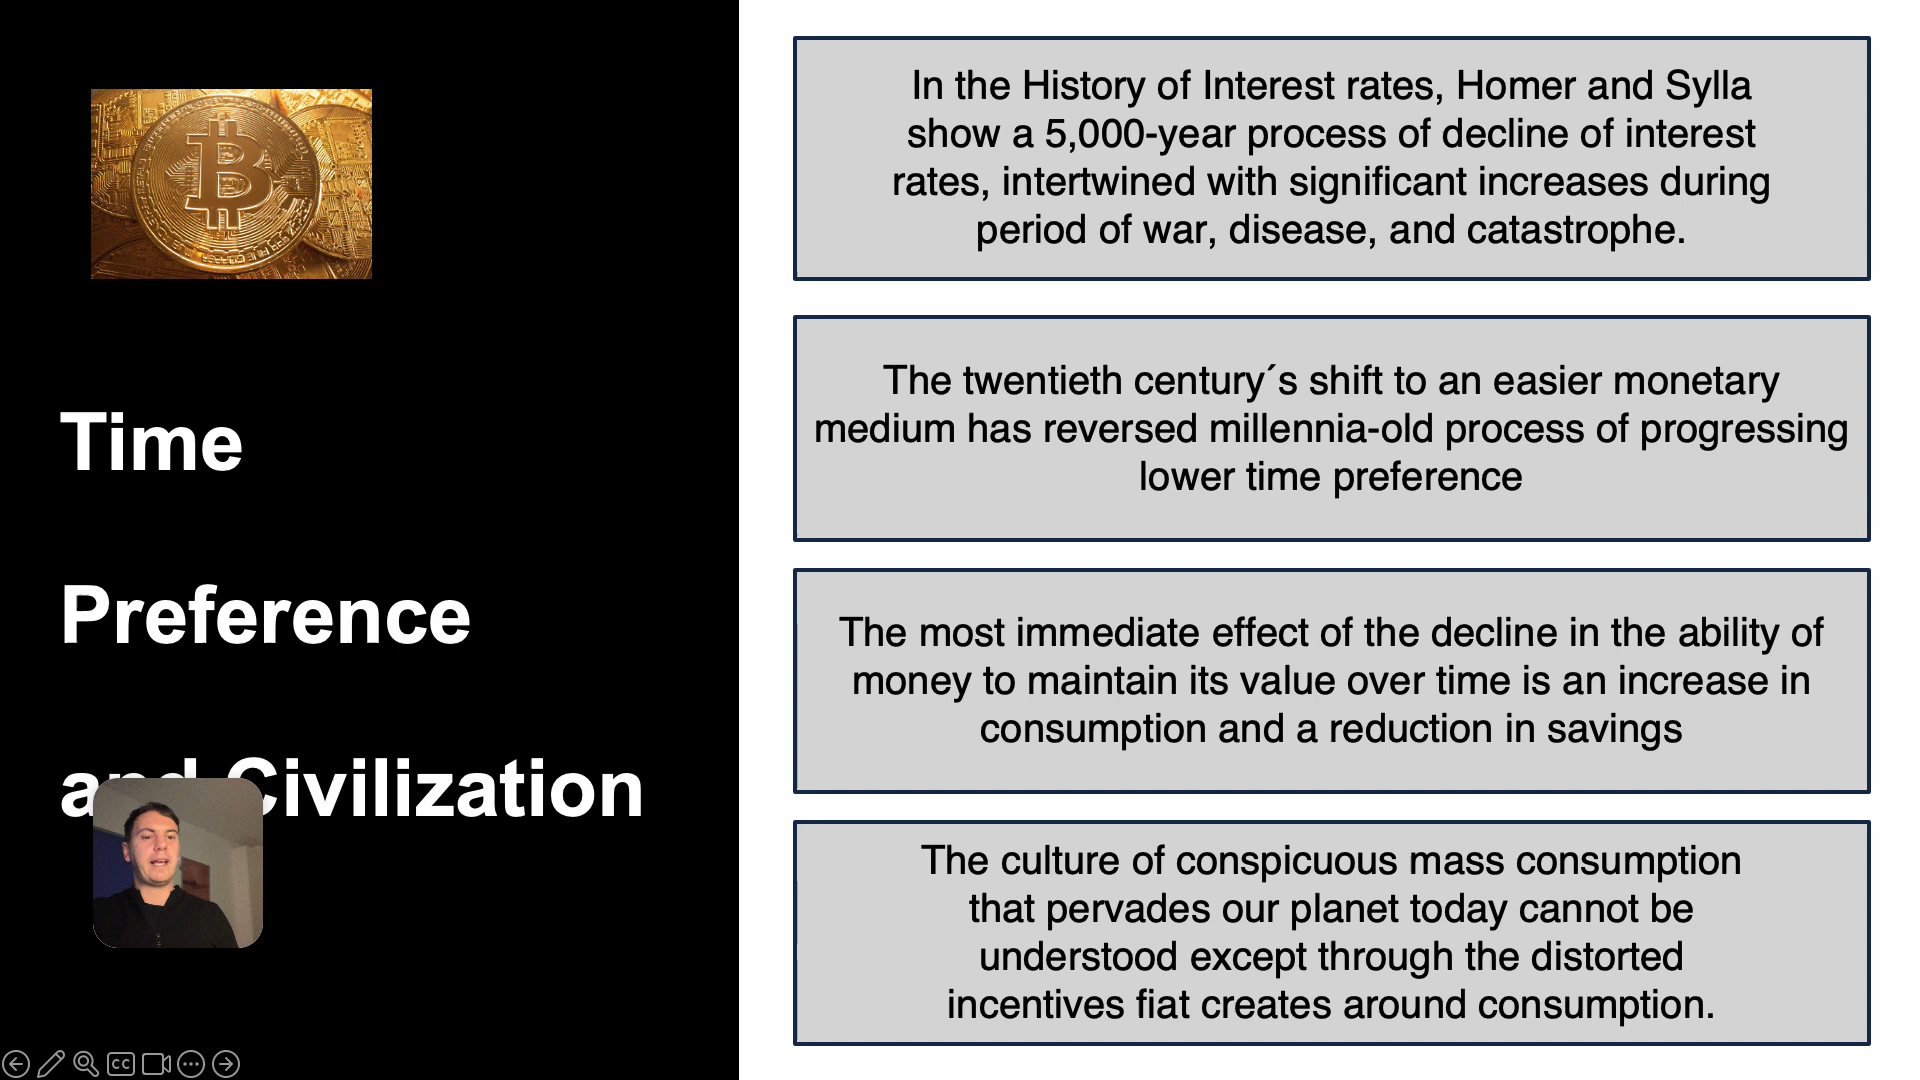 Time
Preference
and Civilization
In the History of Interest rates, Homer and Sylla
show a 5,000-year process of decline of interest
rates, intertwined with significant increases during
period of war, disease, and catastrophe.
The twentieth century´s shift to an easier monetary
medium has reversed millennia-old process of progressing
lower time preference
The most immediate effect of the decline in the ability of
money to maintain its value over time is an increase in
consumption and a reduction in savings
The culture of conspicuous mass consumption
that pervades our planet today cannot be
understood except through the distorted
incentives fiat creates around consumption.
CC